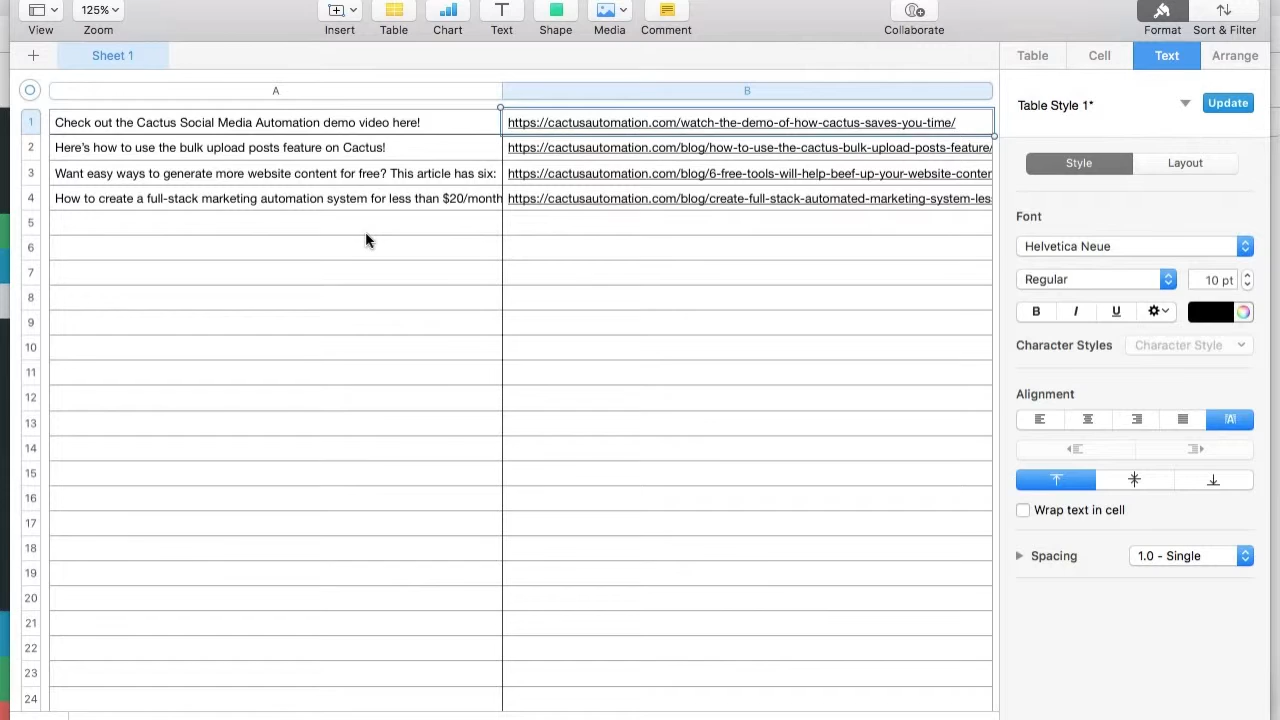 View
125%
Zoom
Insert
Table
Chart
Text
Shape
Media
Comment
Collaborate
Format
Sort & Filter
+ Sheet 1
Table
Cell
Text
Arrange
A
B
Table Style 1*
Update
1 Check out the Cactus Social Media Automation demo video here! https://cactusautomation.com/watch-the-demo-of-how-cactus-saves-you-time/
2 Here's how to use the bulk upload posts feature on Cactus! https://cactusautomation.com/blog/how-to-use-the-cactus-bulk-upload-posts-feature/
3 Want easy ways to generate more website content for free? This article has six: https://cactusautomation.com/blog/6-free-tools-will-help-beef-up-your-website-conter
4 How to create a full-stack marketing automation system for less than $20/month https://cactusautomation.com/blog/create-full-stack-automated-marketing-system-les
5
6
7
8
9
10
11
12
13
14
15
16
17
18
19
20
21
22
23
24
Style
Layout
Font
Helvetica Neue
Regular
10 pt
B I U
Character Styles
Character Style
Alignment
Wrap text in cell
Spacing
1.0 - Single